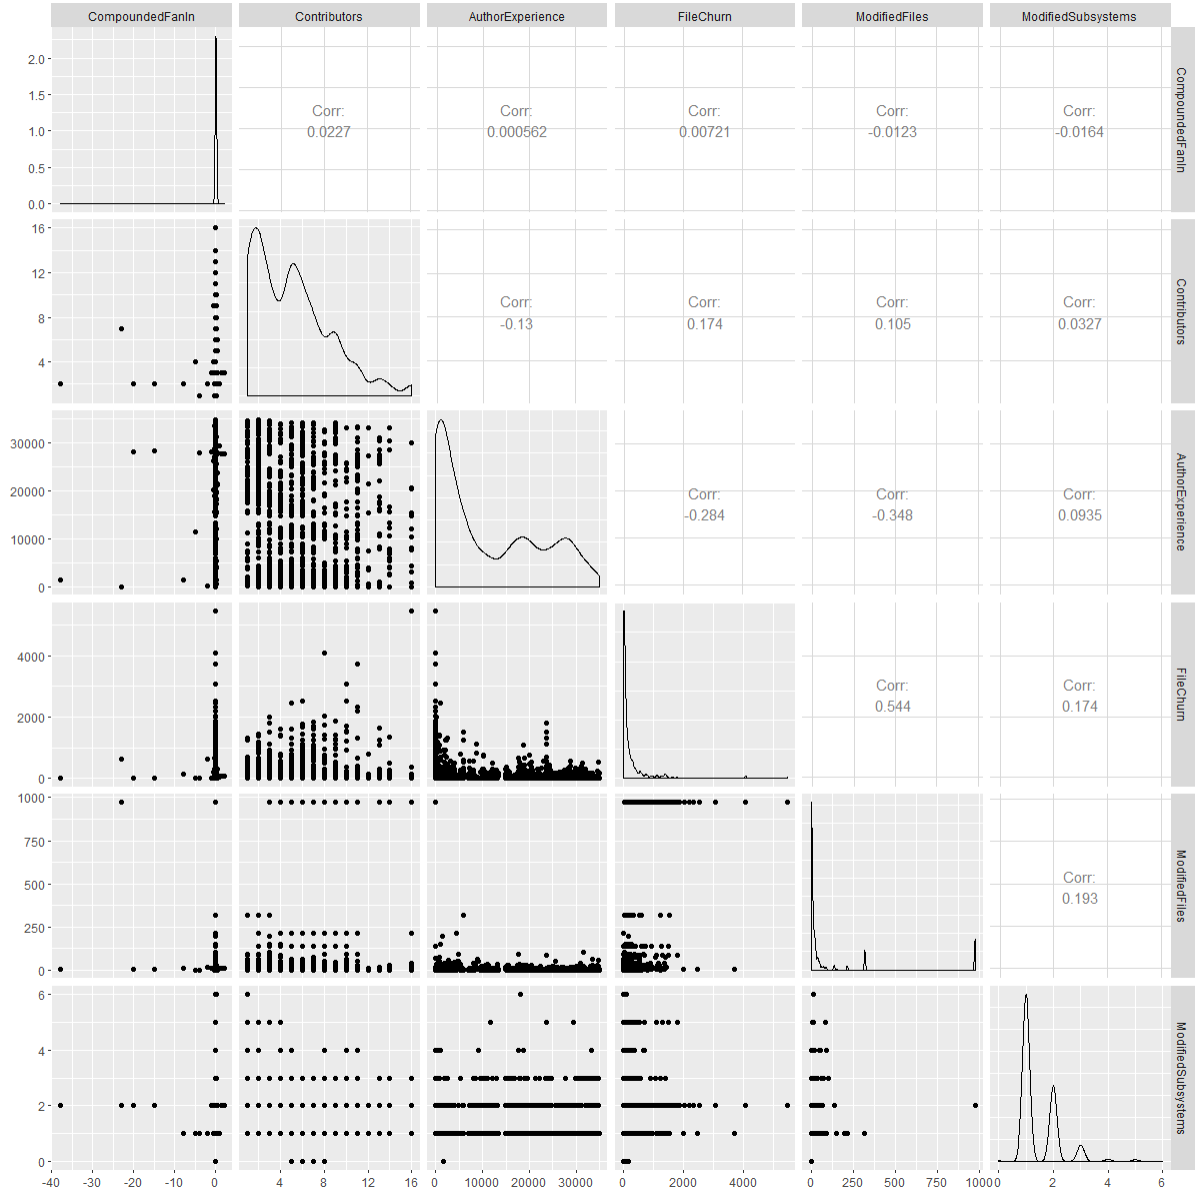 CompoundedFanIn Contributors AuthorExperience FileChurn ModifiedFiles ModifiedSubsystems
2.0
1.5
1.0
0.5
0.0
Corr:
0.0227
Corr:
0.000562
Corr:
0.00721
Corr:
-0.0123
Corr:
-0.0164
CompoundedFanIn
16
12
8
4
Corr:
-0.13
Corr:
0.174
Corr:
0.105
Corr:
0.0327
Contributors
30000
20000
10000
0
Corr:
-0.284
Corr:
-0.348
Corr:
0.0935
AuthorExperience
4000
2000
0
Corr:
0.544
Corr:
0.174
FileChurn
1000
750
500
250
0
Corr:
0.193
ModifiedFiles
6
4
2
0
ModifiedSubsystems
-40 -30 -20 -10 0 4 8 12 16 0 10000 20000 30000 0 2000 4000 0 250 500 750 1000 0 2 4 6